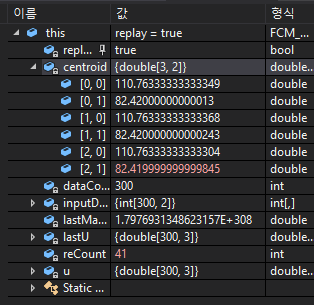 이름 값 형식
this replay = true FCM_...
repl... true bool
centroid {double[3, 2]} double...
[0, 0] 110.76333333333349 double
[0, 1] 82.42000000000013 double
[1, 0] 110.76333333333368 double
[1, 1] 82.42000000000243 double
[2, 0] 110.76333333333304 double
[2, 1] 82.419999999999845 double
dataCo... 300 int
inputD... {int[300, 2]} int[,]
lastMa... 1.7976931348623157E+308 double
lastU {double[300, 3]} double...
reCount 41 int
u {double[300, 3]} double...
Static ...